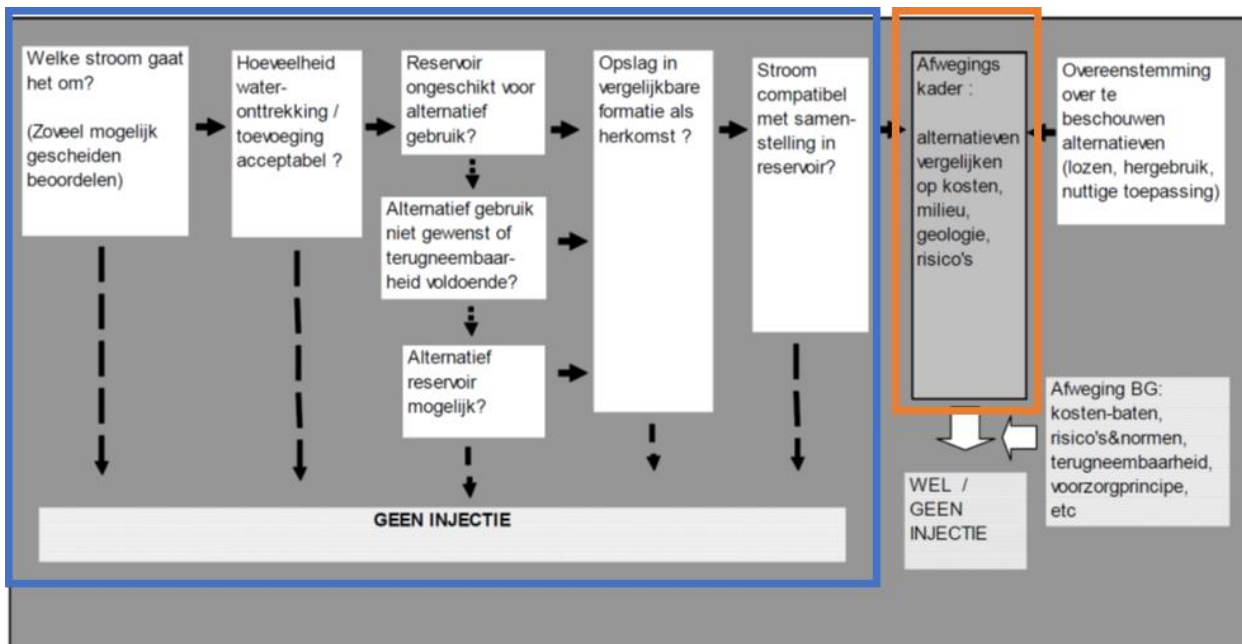 Welke stroom gaat
het om?
(Zoveel mogelijk
gescheiden
beoordelen)
Hoeveelheid
water-
onttrekking /
toevoeging
acceptabel ?
Reservoir
ongeschikt voor
alternatief
gebruik?
Alternatief gebruik
niet gewenst of
terugneembaar-
heid voldoende?
Alternatief
reservoir
mogelijk?
Opslag in
vergelijkbare
formatie als
herkomst ?
Stroom
compatibel
met samen-
stelling in
reservoir?
GEEN INJECTIE
Afwegings
kader :
alternatieven
vergelijken
op kosten,
milieu,
geologie,
risico's
Overeenstemming
over te
beschouwen
alternatieven
(lozen, hergebruik,
nuttige toepassing)
Afweging BG:
kosten-baten,
risico's&normen,
terugneembaarheid,
voorzorgprincipe,
etc
WEL /
GEEN
INJECTIE